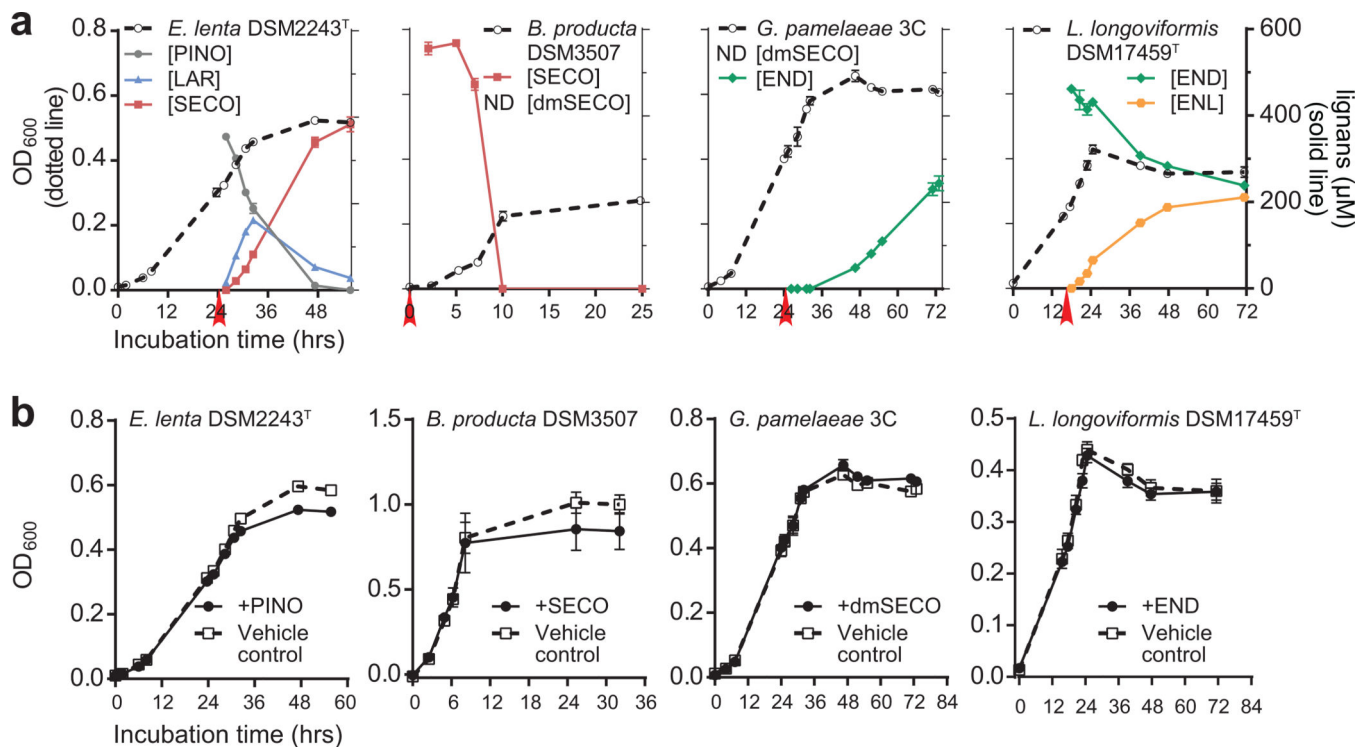 a
E. lenta DSM2243ᵀ
[PINO]
[LAR]
[SECO]
B. producta
DSM3507
[SECO]
ND [dmSECO]
G. pamelaeae 3C
ND [dmSECO]
[END]
L. longoviformis
DSM17459ᵀ
[END]
[ENL]
OD600
(dotted line)
0.8
0.6
0.4
0.2
0.0
600
400
200
0
lignans (µM)
(solid line)
0 12 24 36 48
0 5 10 15 20 25
0 12 24 36 48 60 72
0 12 24 36 48 60 72
Incubation time (hrs)
b
E. lenta DSM2243ᵀ
B. producta DSM3507
G. pamelaeae 3C
L. longoviformis DSM17459ᵀ
OD600
0.8
0.6
0.4
0.2
0.0
+PINO
Vehicle
control
0 12 24 36 48 60
Incubation time (hrs)
1.5
1.0
0.5
0.0
+SECO
Vehicle
control
0 6 12 18 24 30 36
0.8
0.6
0.4
0.2
0.0
+dmSECO
Vehicle
control
0 12 24 36 48 60 72 84
0.5
0.4
0.3
0.2
0.1
0.0
+END
Vehicle
control
0 12 24 36 48 60 72 84